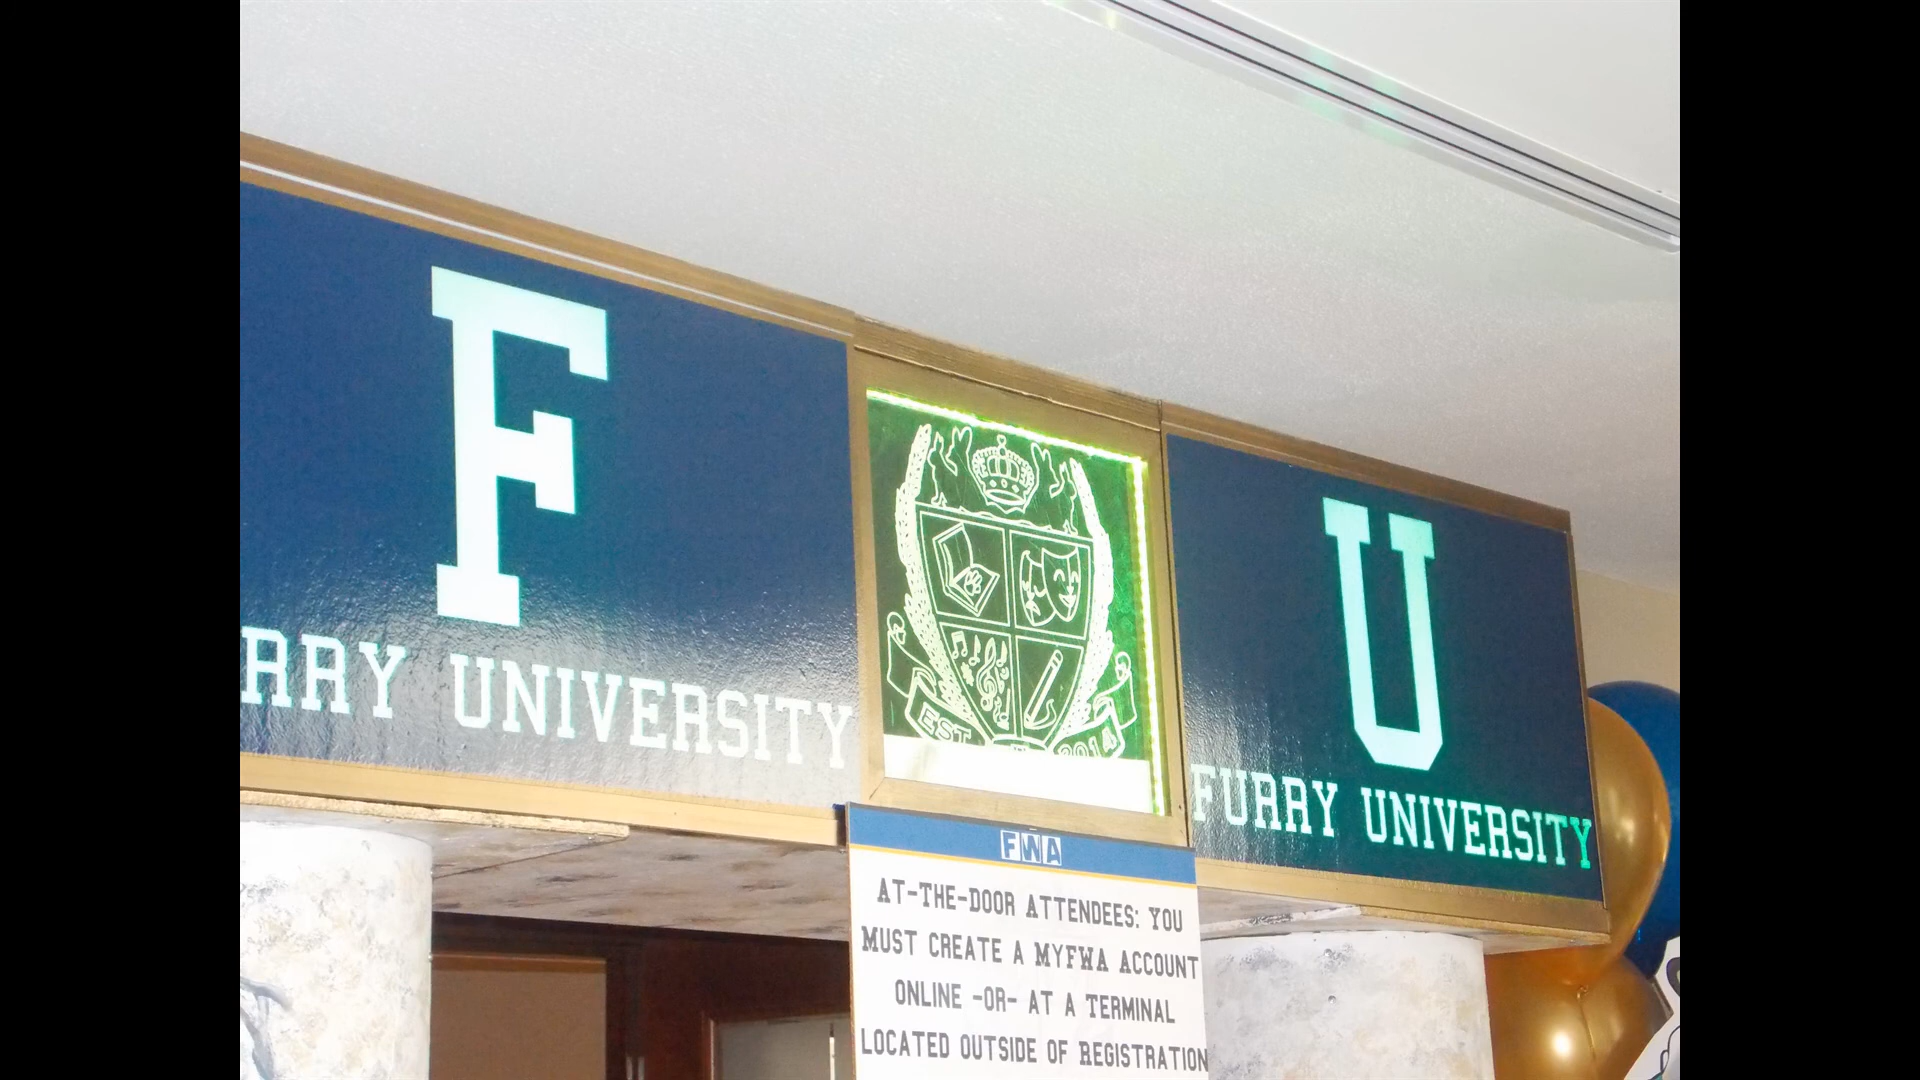 F
RRY UNIVERSITY
EST 2014
U
FURRY UNIVERSITY
FWA
AT-THE-DOOR ATTENDEES: YOU
MUST CREATE A MYFWA ACCOUNT
ONLINE -OR- AT A TERMINAL
LOCATED OUTSIDE OF REGISTRATION